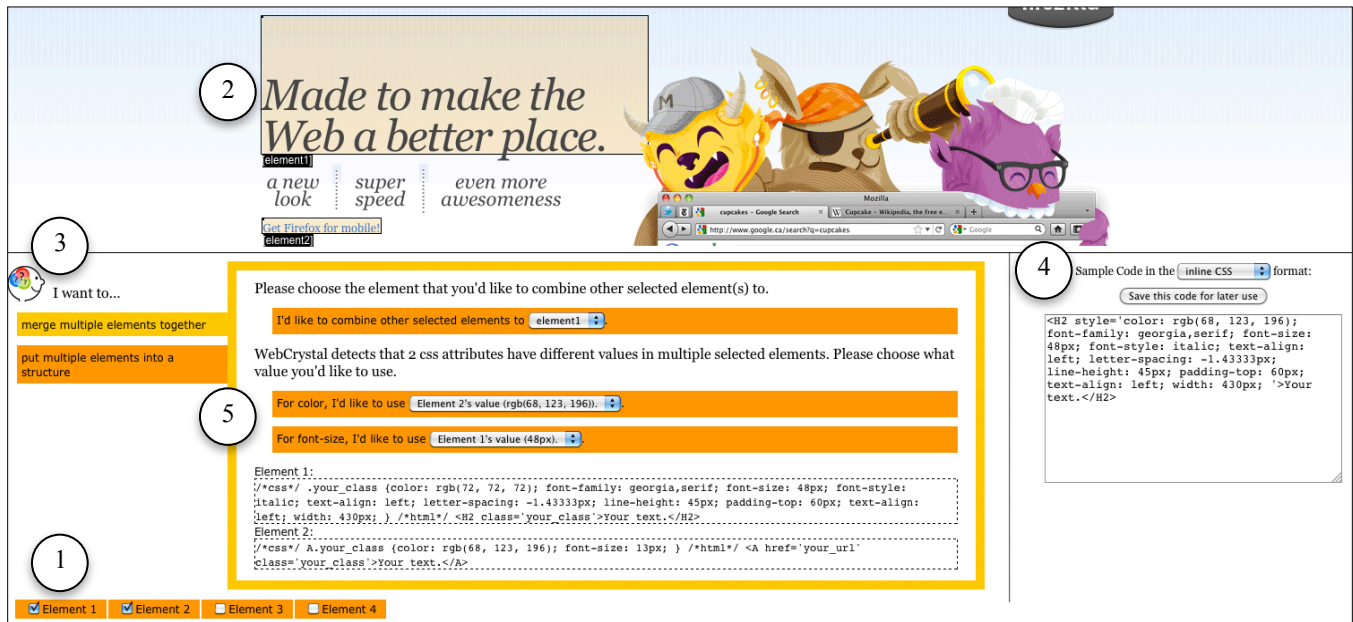 mozilla
2
Made to make the
Web a better place.
element1]
a new
look
super
speed
even more
awesomeness
M
Get Firefox for mobile!
element2]
Mozilla
cupcakes – Google Search
W Cupcake – Wikipedia, the free e...
http://www.google.ca/search?q=cupcakes
Google
3
I want to...
merge multiple elements together
put multiple elements into a
structure
Please choose the element that you'd like to combine other selected element(s) to.
I'd like to combine other selected elements to element1 .
WebCrystal detects that 2 css attributes have different values in multiple selected elements. Please choose what
value you'd like to use.
5
For color, I'd like to use Element 2's value (rgb(68, 123, 196)). .
For font-size, I'd like to use Element 1's value (48px). .
Element 1:
/*css*/ .your_class {color: rgb(72, 72, 72); font-family: georgia,serif; font-size: 48px; font-style:
italic; text-align: left; letter-spacing: -1.43333px; line-height: 45px; padding-top: 60px; text-align:
left; width: 430px; } /*html*/ <H2 class='your_class'>Your text.</H2>
Element 2:
/*css*/ A.your_class {color: rgb(68, 123, 196); font-size: 13px; } /*html*/ <A href='your_url'
class='your_class'>Your text.</A>
4
Sample Code in the inline CSS format:
Save this code for later use
<H2 style='color: rgb(68, 123, 196);
font-family: georgia,serif; font-size:
48px; font-style: italic; text-align:
left; letter-spacing: -1.43333px;
line-height: 45px; padding-top: 60px;
text-align: left; width: 430px; '>Your
text.</H2>
1
Element 1
Element 2
Element 3
Element 4